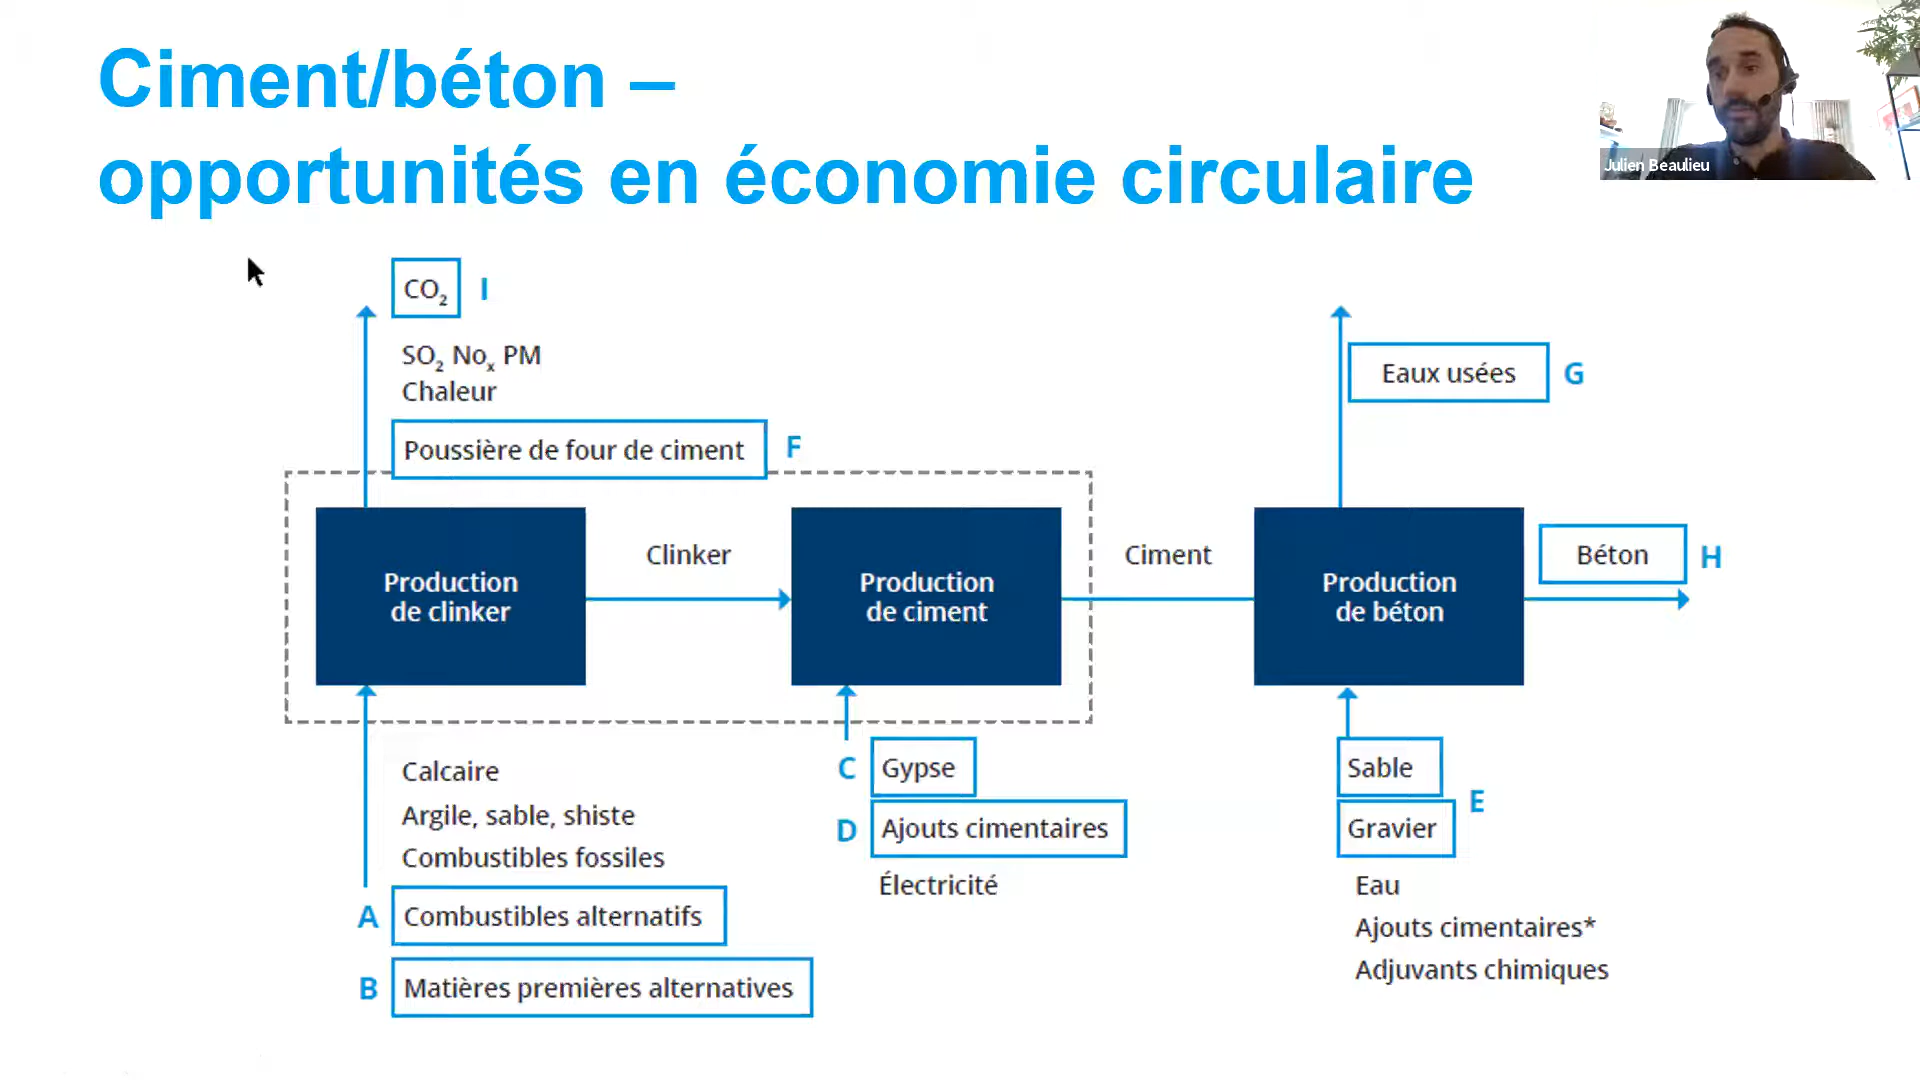 Ciment/béton –
opportunités en économie circulaire
Julien Beaulieu
CO₂ I
SO₂ Noₓ PM
Chaleur
Poussière de four de ciment F
Eaux usées G
Production
de clinker
Clinker
Production
de ciment
Ciment
Production
de béton
Béton H
Calcaire
Argile, sable, shiste
Combustibles fossiles
A Combustibles alternatifs
B Matières premières alternatives
C Gypse
D Ajouts cimentaires
Électricité
Sable
E
Gravier
Eau
Ajouts cimentaires*
Adjuvants chimiques